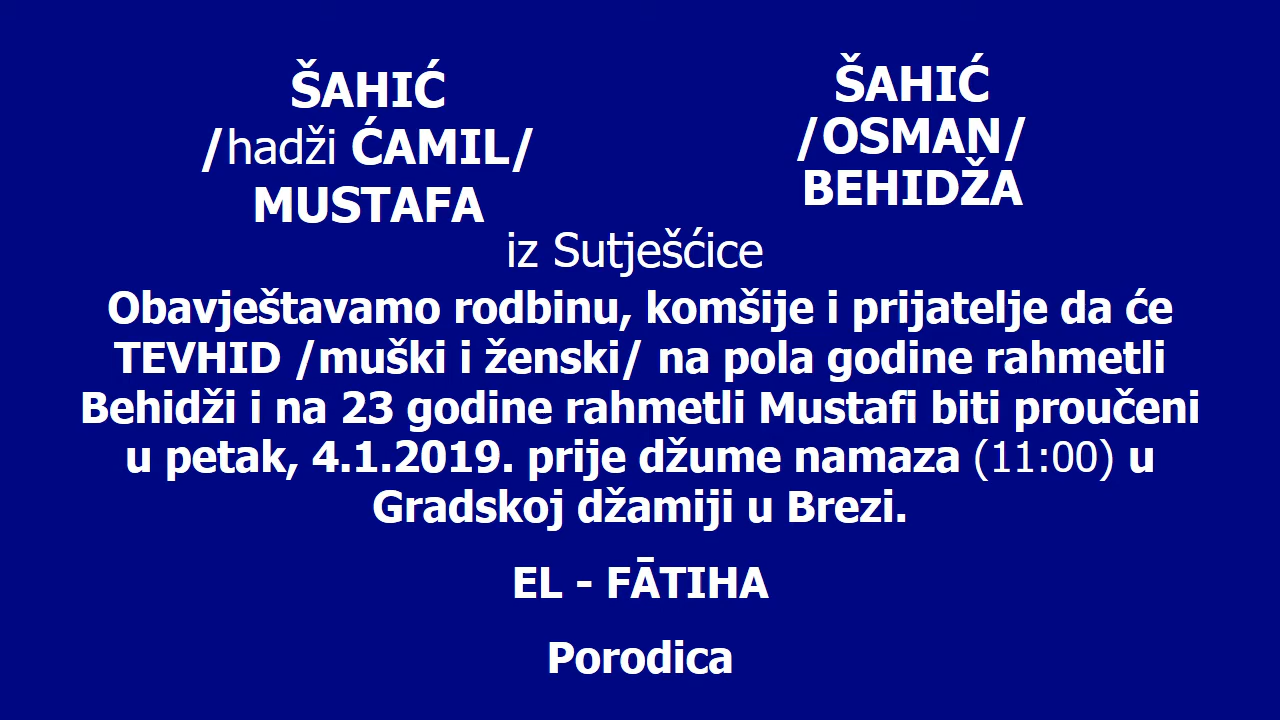 ŠAHIĆ
/hadži ĆAMIL/
MUSTAFA
ŠAHIĆ
/OSMAN/
BEHIDŽA
iz Sutješćice
Obavještavamo rodbinu, komšije i prijatelje da će
TEVHID /muški i ženski/ na pola godine rahmetli
Behidži i na 23 godine rahmetli Mustafi biti proučeni
u petak, 4.1.2019. prije džume namaza (11:00) u
Gradskoj džamiji u Brezi.
EL - FĀTIHA
Porodica